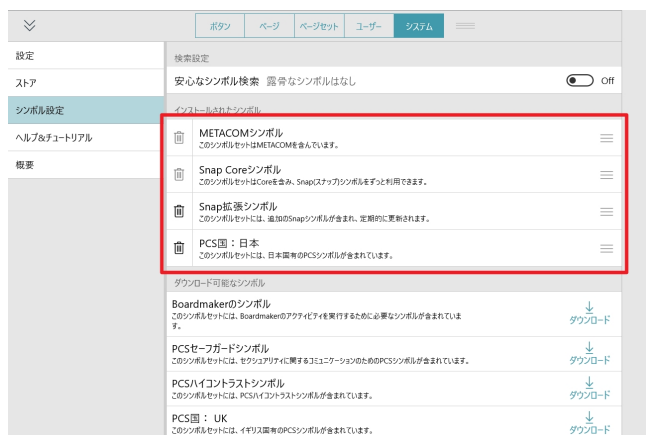 ボタン ページ ページセット ユーザー システム
設定
ストア
シンボル設定
ヘルプ&チュートリアル
概要
検索設定
安心なシンボル検索 露骨なシンボルはなし Off
インストールされたシンボル
METACOMシンボル
このシンボルセットはMETACOMを含んでいます。
Snap Coreシンボル
このシンボルセットはCoreを含み、Snap(スナップ)シンボルをずっと利用できます。
Snap拡張シンボル
このシンボルセットには、追加のSnapシンボルが含まれ、定期的に更新されます。
PCS国：日本
このシンボルセットには、日本国有のPCSシンボルが含まれています。
ダウンロード可能なシンボル
Boardmakerのシンボル
このシンボルセットには、Boardmakerのアクティビティを実行するために必要なシンボルが含まれていま
す。
ダウンロード
PCSセーフガードシンボル
このシンボルセットには、セクシュアリティに関するコミュニケーションのためのPCSシンボルが含まれています。
ダウンロード
PCSハイコントラストシンボル
このシンボルセットには、PCSハイコントラストシンボルが含まれています。
ダウンロード
PCS国： UK
このシンボルセットには、イギリス国有のPCSシンボルが含まれています。
ダウンロード